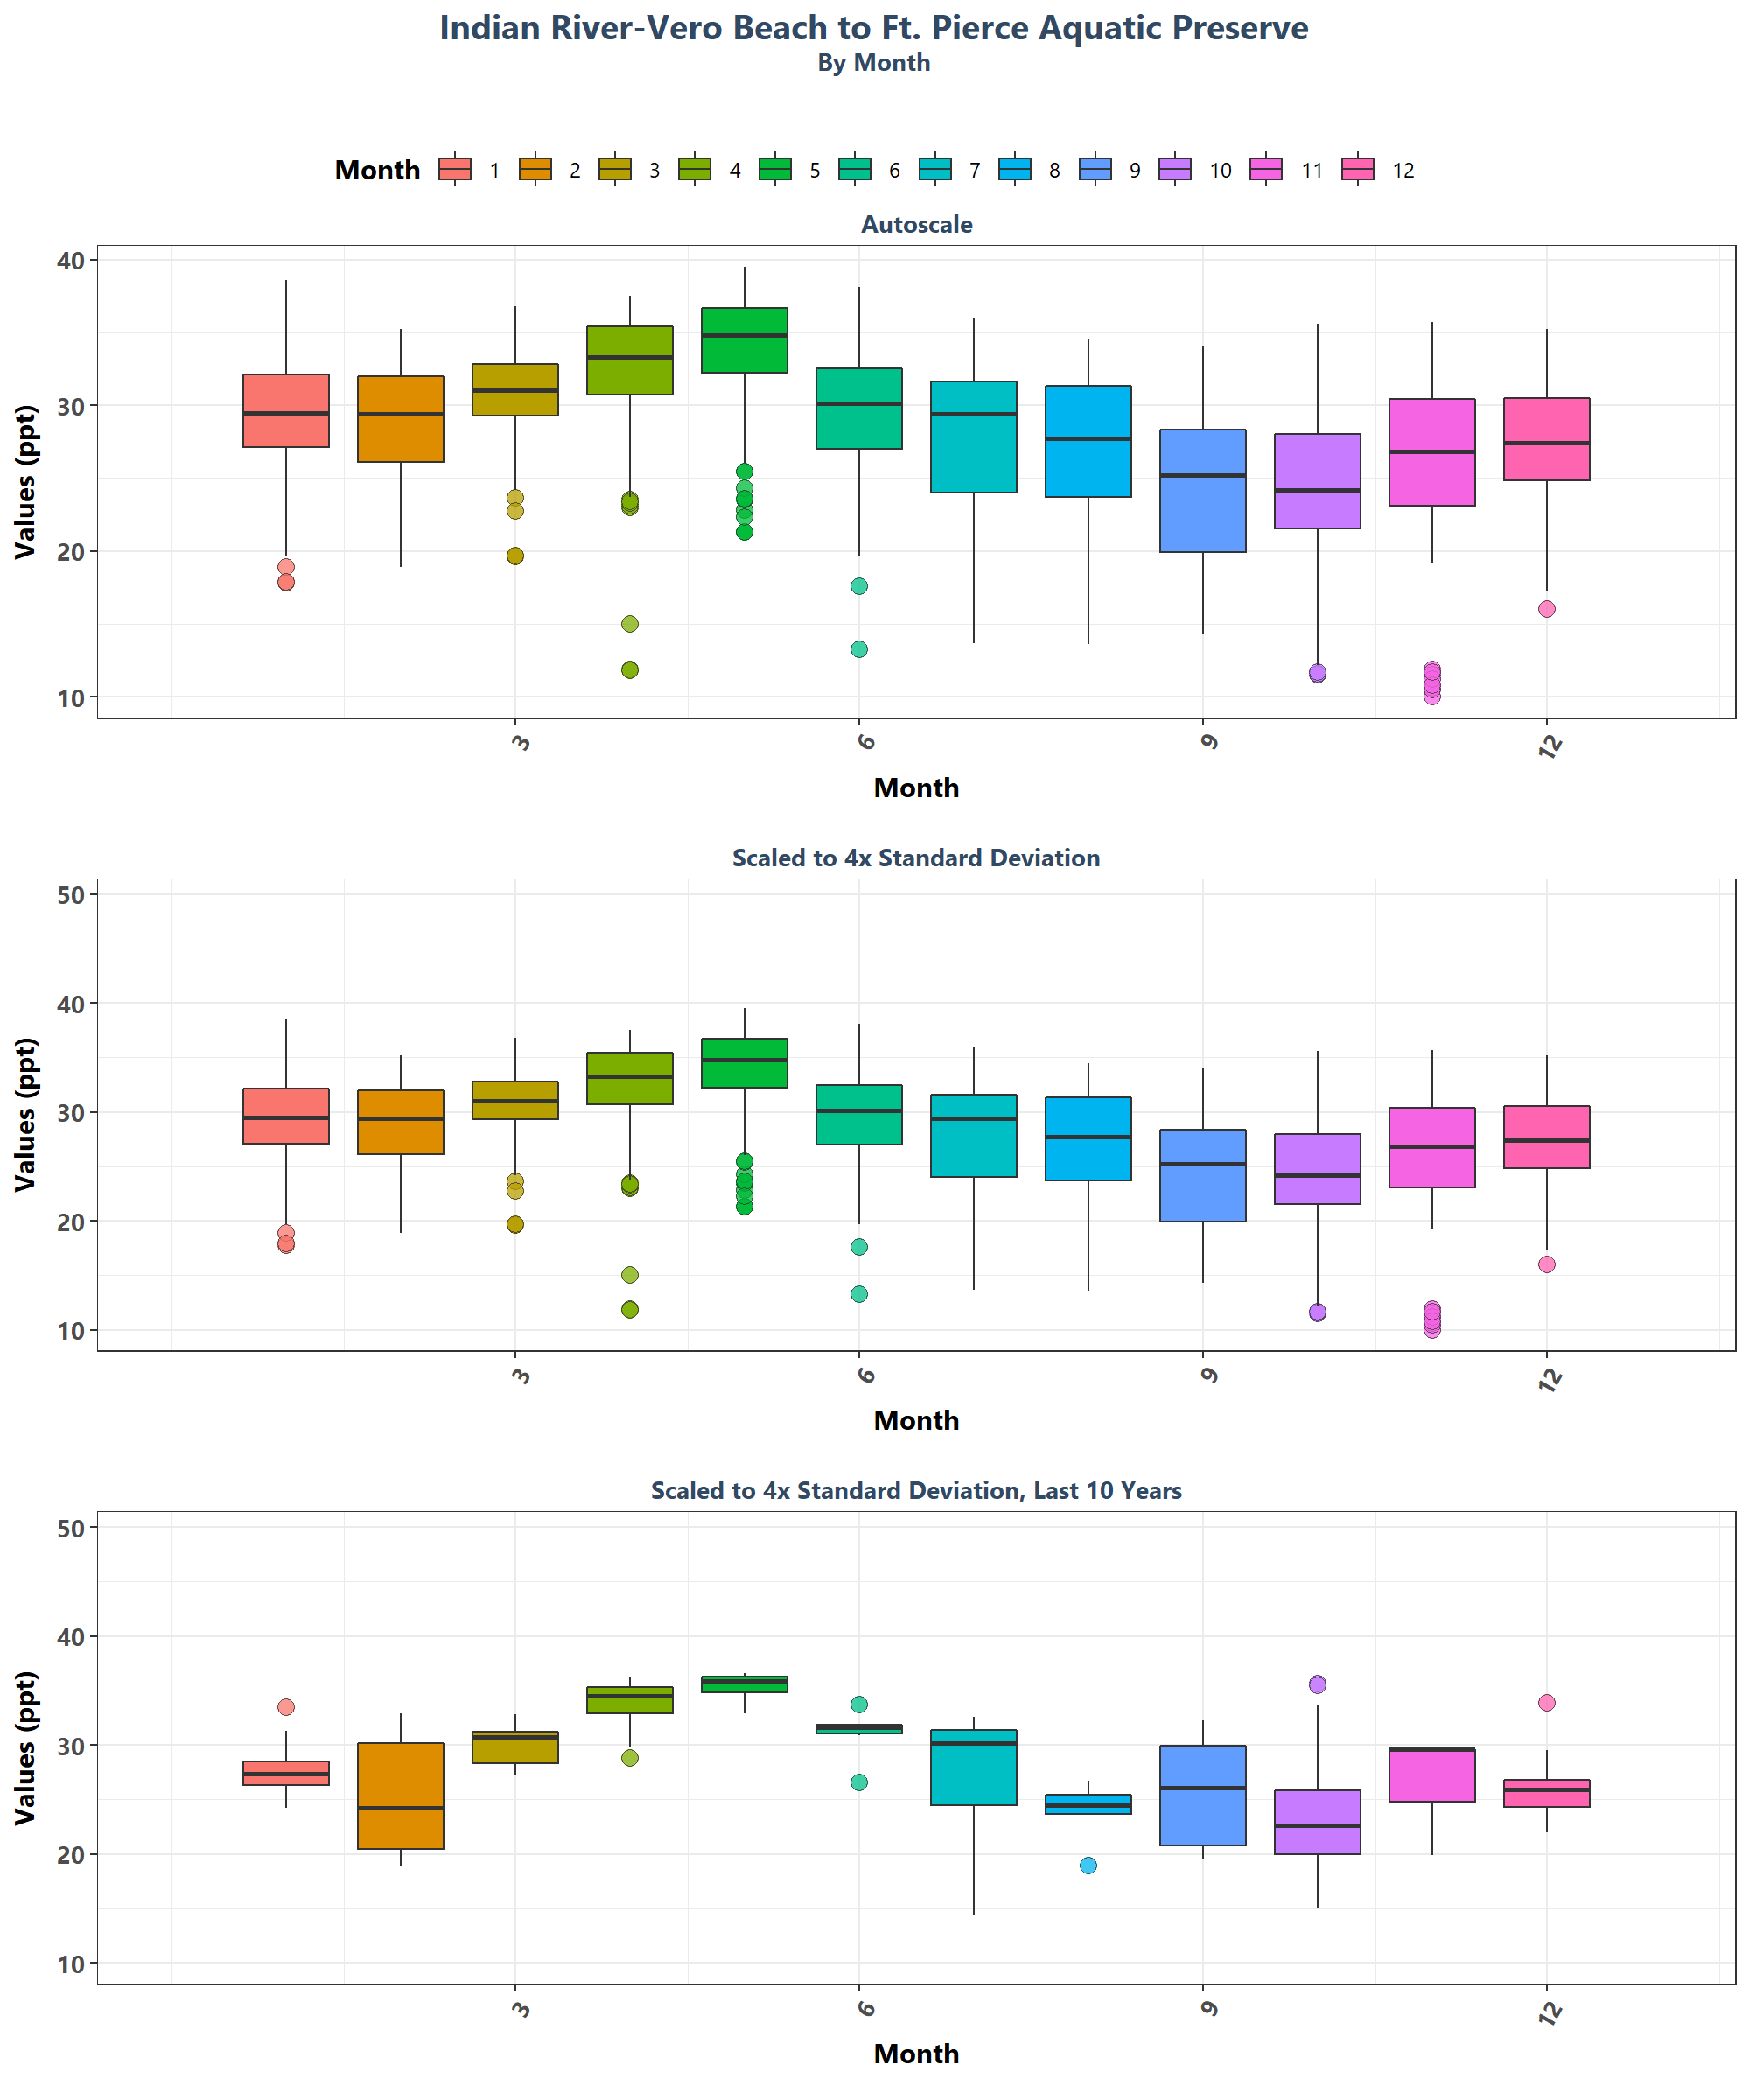 Indian River-Vero Beach to Ft. Pierce Aquatic Preserve
By Month
Month 1 2 3 4 5 6 7 8 9 10 11 12
Autoscale
Values (ppt)
40
30
20
10
3 6 9 12
Month
Scaled to 4x Standard Deviation
Values (ppt)
50
40
30
20
10
3 6 9 12
Month
Scaled to 4x Standard Deviation, Last 10 Years
Values (ppt)
50
40
30
20
10
3 6 9 12
Month